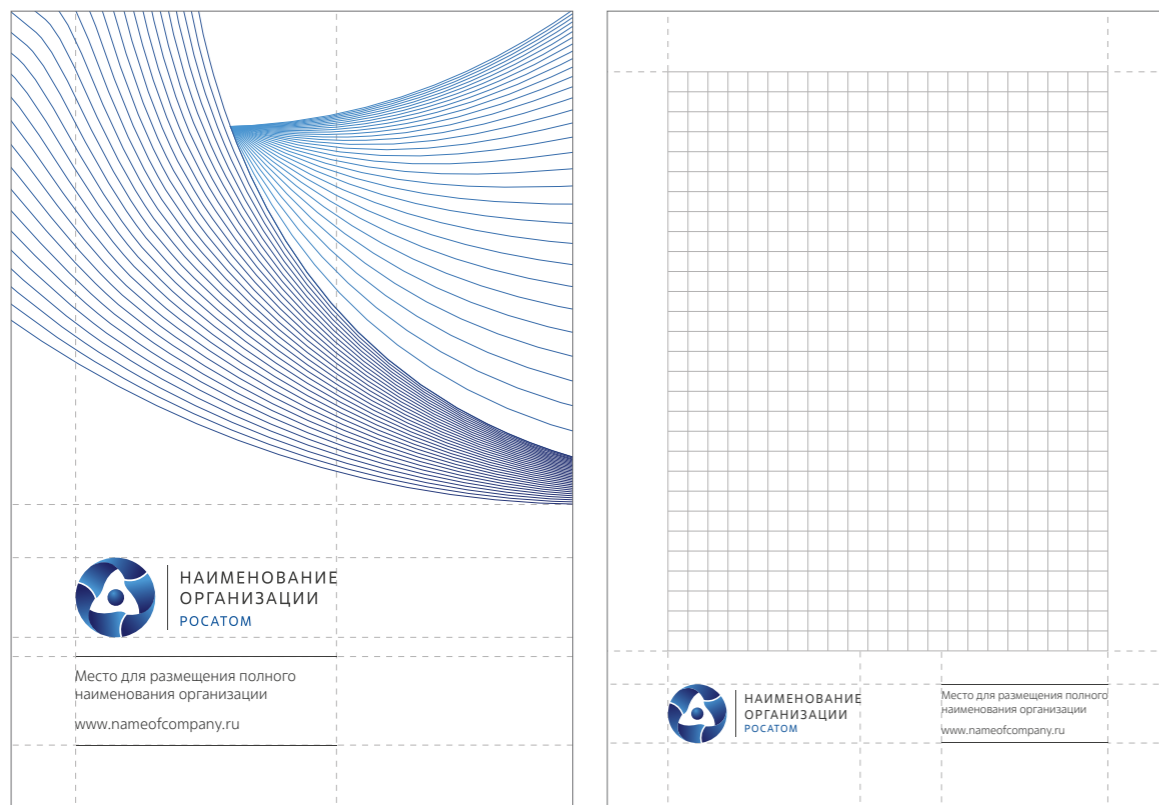 НАИМЕНОВАНИЕ
ОРГАНИЗАЦИИ
РОСАТОМ
Место для размещения полного
наименования организации
www.nameofcompany.ru
НАИМЕНОВАНИЕ
ОРГАНИЗАЦИИ
РОСАТОМ
Место для размещения полного
наименования организации
www.nameofcompany.ru